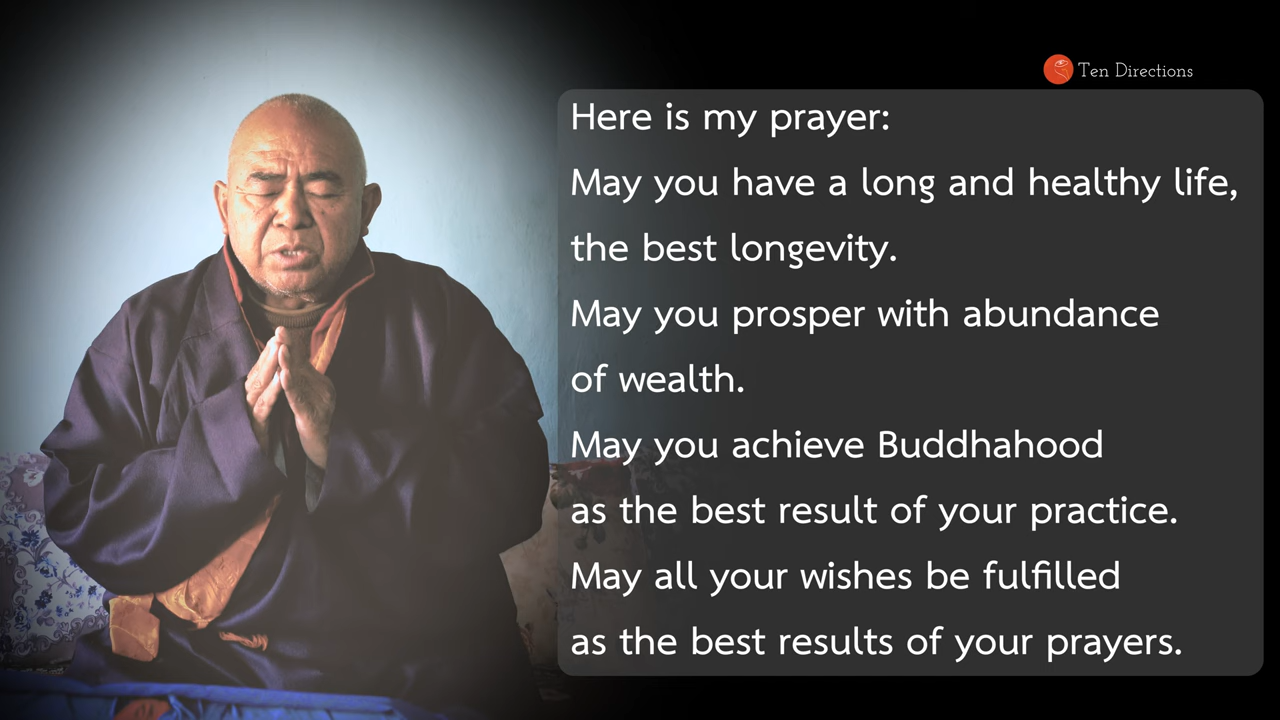 Ten Directions
Here is my prayer:
May you have a long and healthy life,
the best longevity.
May you prosper with abundance
of wealth.
May you achieve Buddhahood
as the best result of your practice.
May all your wishes be fulfilled
as the best results of your prayers.